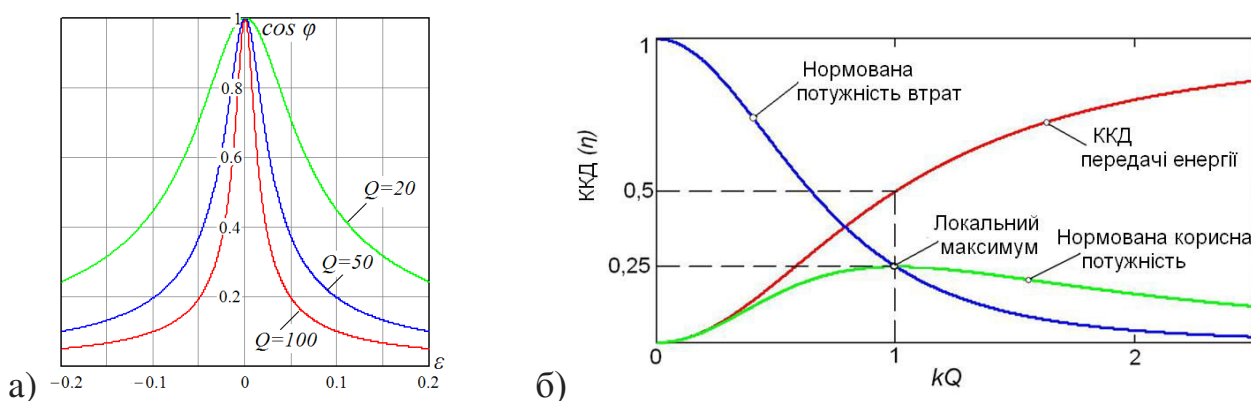 1
cos φ
0.8
0.6
Q=20
0.4
Q=50
0.2
Q=100
ε
−0.2
−0.1
0
0.1
0.2
а)
1
Нормована
потужність втрат
ККД
передачі енергії
ККД (η)
0,5
Локальний
максимум
Нормована корисна
потужність
0,25
0
1
2
kQ
б)